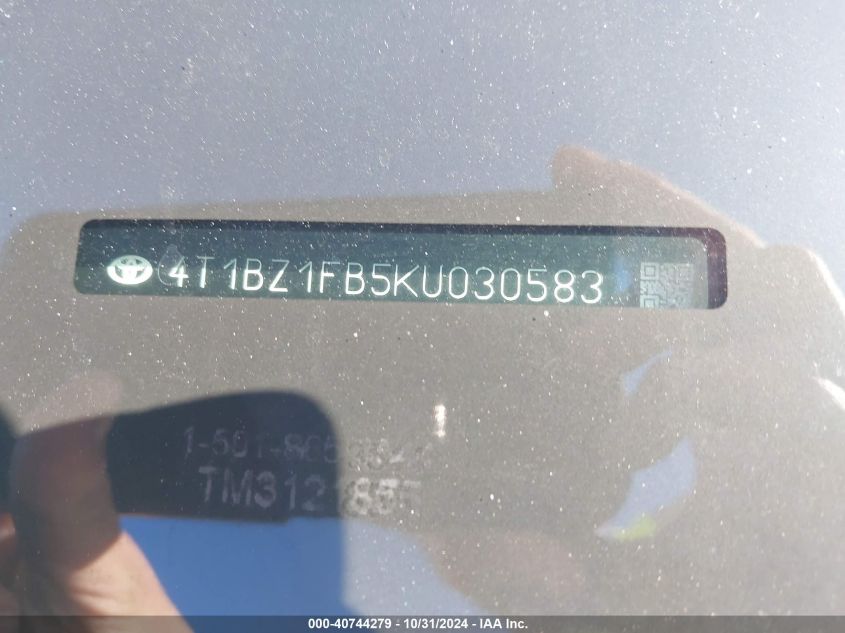 4T1BZ1FB5KU030583
000-40744279 - 10/31/2024 - IAA, Inc.